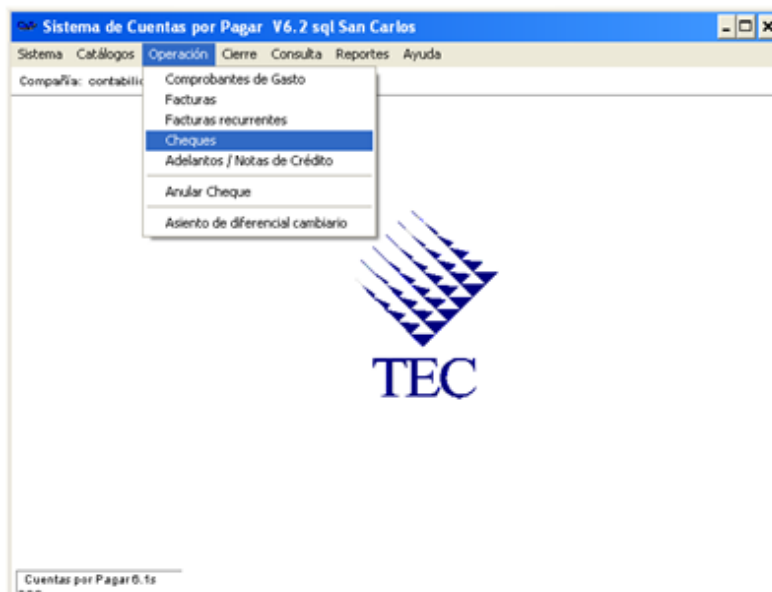 Sistema de Cuentas por Pagar V6.2 sql San Carlos
Sistema Catálogos Operación Cierre Consulta Reportes Ayuda
Compañía:
Comprobantes de Gasto
Facturas
Facturas recurrentes
Cheques
Adelantos / Notas de Crédito
Anular Cheque
Asiento de diferencial cambiario
TEC
Cuentas por Pagar 6.1s